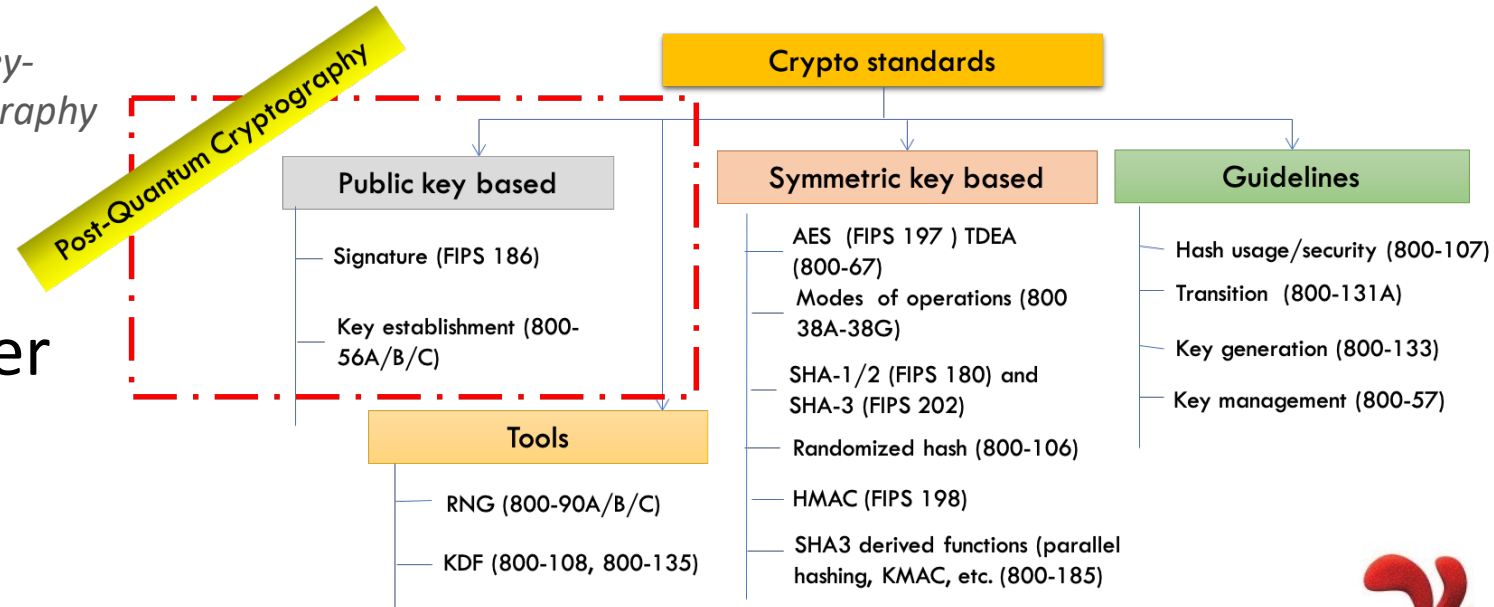 ey-
raphy
Post-Quantum Cryptography
Crypto standards
Public key based
Signature (FIPS 186)
Key establishment (800-
56A/B/C)
er
Tools
RNG (800-90A/B/C)
KDF (800-108, 800-135)
Symmetric key based
AES (FIPS 197 ) TDEA
(800-67)
Modes of operations (800
38A-38G)
SHA-1/2 (FIPS 180) and
SHA-3 (FIPS 202)
Randomized hash (800-106)
HMAC (FIPS 198)
SHA3 derived functions (parallel
hashing, KMAC, etc. (800-185)
Guidelines
Hash usage/security (800-107)
Transition (800-131A)
Key generation (800-133)
Key management (800-57)